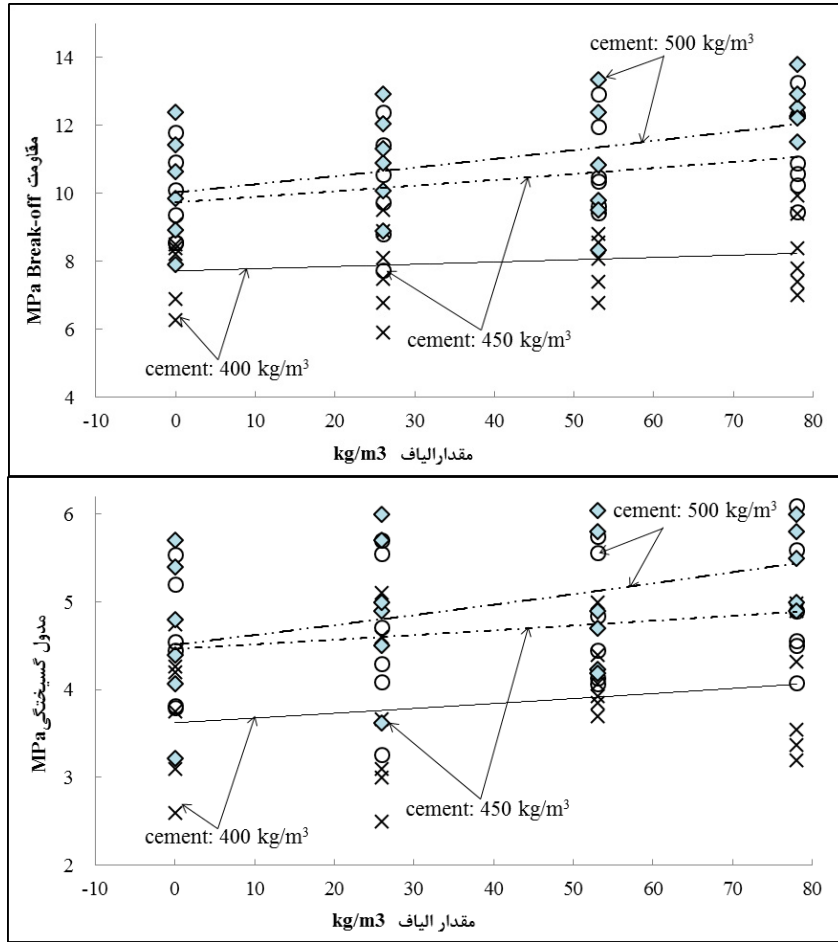 مقاومت MPa Break-off
16
14
12
10
8
6
4
-10 0 10 20 30 40 50 60 70 80
cement: 500 kg/m³
cement: 450 kg/m³
cement: 400 kg/m³
مقدارالیاف kg/m3
مدول گسیختگی MPa
6
5
4
3
2
-10 0 10 20 30 40 50 60 70 80
cement: 500 kg/m³
cement: 450 kg/m³
cement: 400 kg/m³
مقدار الیاف kg/m3